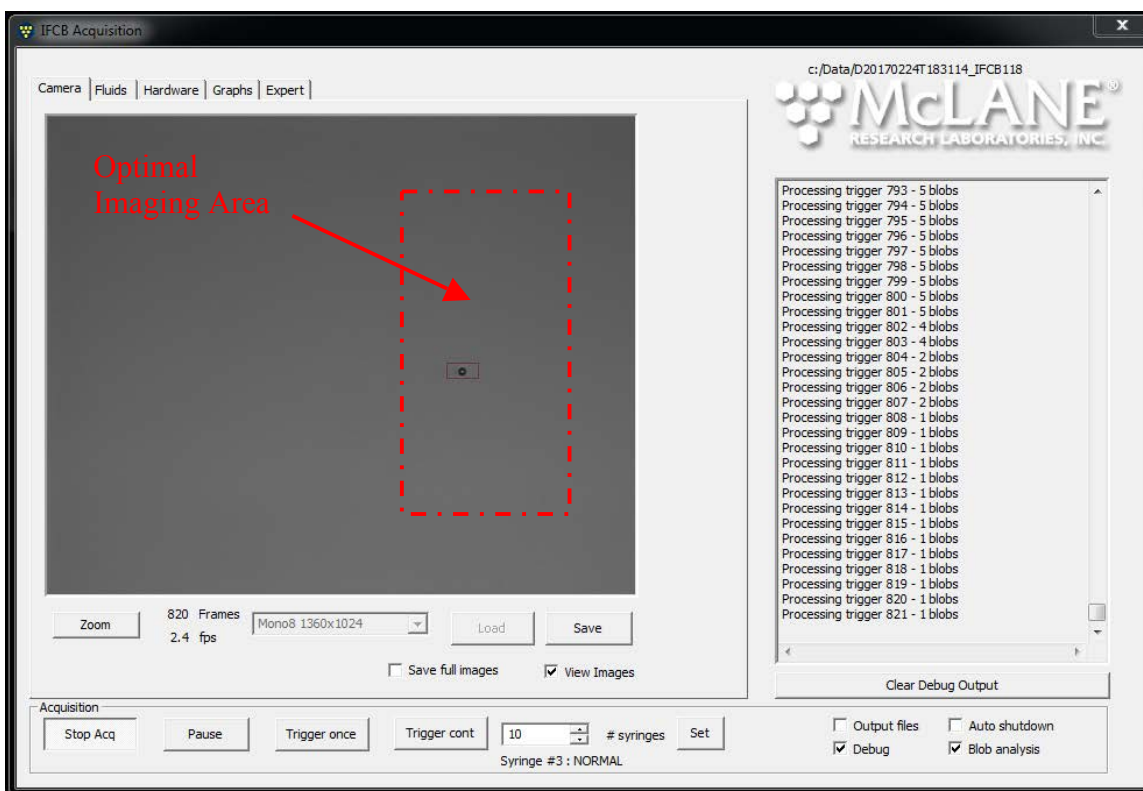 IFCB Acquisition
X
c:/Data/D20170224T183114_IFCB118
Camera
Fluids
Hardware
Graphs
Expert
McLANE®
RESEARCH LABORATORIES, INC
Optimal
Imaging Area
Processing trigger 793 - 5 blobs
Processing trigger 794 - 5 blobs
Processing trigger 795 - 5 blobs
Processing trigger 796 - 5 blobs
Processing trigger 797 - 5 blobs
Processing trigger 798 - 5 blobs
Processing trigger 799 - 5 blobs
Processing trigger 800 - 5 blobs
Processing trigger 801 - 5 blobs
Processing trigger 802 - 4 blobs
Processing trigger 803 - 4 blobs
Processing trigger 804 - 2 blobs
Processing trigger 805 - 2 blobs
Processing trigger 806 - 2 blobs
Processing trigger 807 - 2 blobs
Processing trigger 808 - 1 blobs
Processing trigger 809 - 1 blobs
Processing trigger 810 - 1 blobs
Processing trigger 811 - 1 blobs
Processing trigger 812 - 1 blobs
Processing trigger 813 - 1 blobs
Processing trigger 814 - 1 blobs
Processing trigger 815 - 1 blobs
Processing trigger 816 - 1 blobs
Processing trigger 817 - 1 blobs
Processing trigger 818 - 1 blobs
Processing trigger 819 - 1 blobs
Processing trigger 820 - 1 blobs
Processing trigger 821 - 1 blobs
Zoom
820 Frames
2.4 fps
Mono8 1360x1024
Load
Save
Save full images
View Images
Clear Debug Output
Acquisition
Stop Acq
Pause
Trigger once
Trigger cont
10
# syringes
Set
Syringe #3 : NORMAL
Output files
Auto shutdown
Debug
Blob analysis